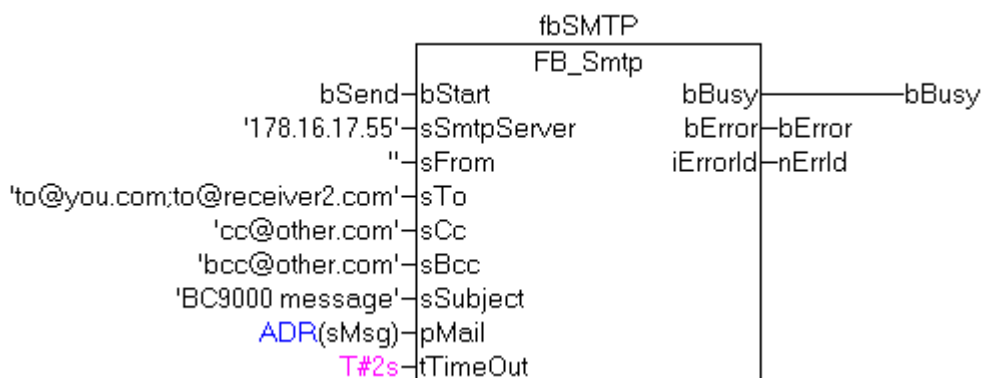 fbSMTP
FB_Smtp
bSend bStart bBusy bBusy
'178.16.17.55' sSmtpServer bError bError
'' sFrom iErrorId nErrId
'to@you.com;to@receiver2.com' sTo
'cc@other.com' sCc
'bcc@other.com' sBcc
'BC9000 message' sSubject
ADR(sMsg) pMail
T#2s tTimeOut